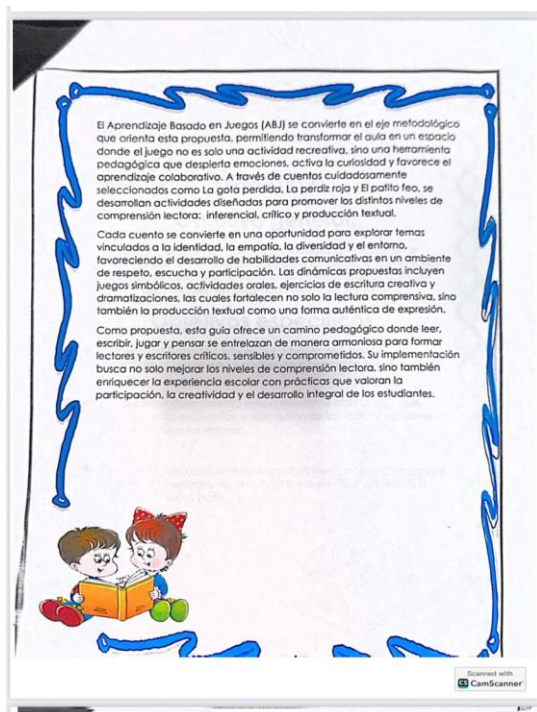 El Aprendizaje Basado en Juegos (ABJ) se convierte en el eje metodológico
que orienta esta propuesta, permitiendo transformar el aula en un espacio
donde el juego no es solo una actividad recreativa, sino una herramienta
pedagógica que despierta emociones, activa la curiosidad y favorece el
aprendizaje colaborativo. A través de cuentos cuidadosamente
seleccionados como La gota perdida, La perdiz roja y El patito feo, se
desarrollan actividades diseñadas para promover los distintos niveles de
comprensión lectora: inferencial, crítico y producción textual.
Cada cuento se convierte en una oportunidad para explorar temas
vinculados a la identidad, la empatía, la diversidad y el entorno,
favoreciendo el desarrollo de habilidades comunicativas en un ambiente
de respeto, escucha y participación. Las dinámicas propuestas incluyen
juegos simbólicos, actividades orales, ejercicios de escritura creativa y
dramatizaciones, las cuales fortalecen no solo la lectura comprensiva, sino
también la producción textual como una forma auténtica de expresión.
Como propuesta, esta guía ofrece un camino pedagógico donde leer,
escribir, jugar y pensar se entrelazan de manera armoniosa para formar
lectores y escritores críticos, sensibles y comprometidos. Su implementación
busca no solo mejorar los niveles de comprensión lectora, sino también
enriquecer la experiencia escolar con prácticas que valoran la
participación, la creatividad y el desarrollo integral de los estudiantes.
Scanned with
CS CamScanner